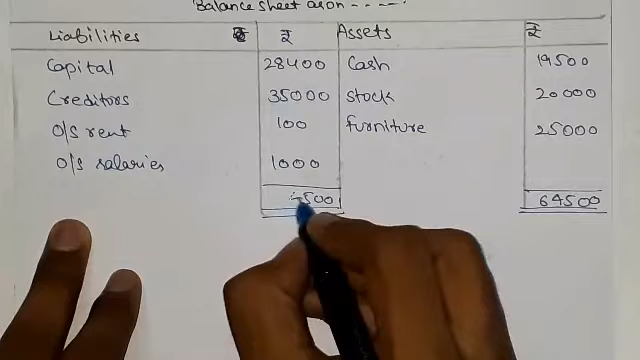 Balance sheet as on - - - -.
Liabilities ₹ Assets ₹
Capital 28400 Cash 19500
Creditors 35000 stock 20000
O/s rent 100 furniture 25000
O/s salaries 1000
500 64500